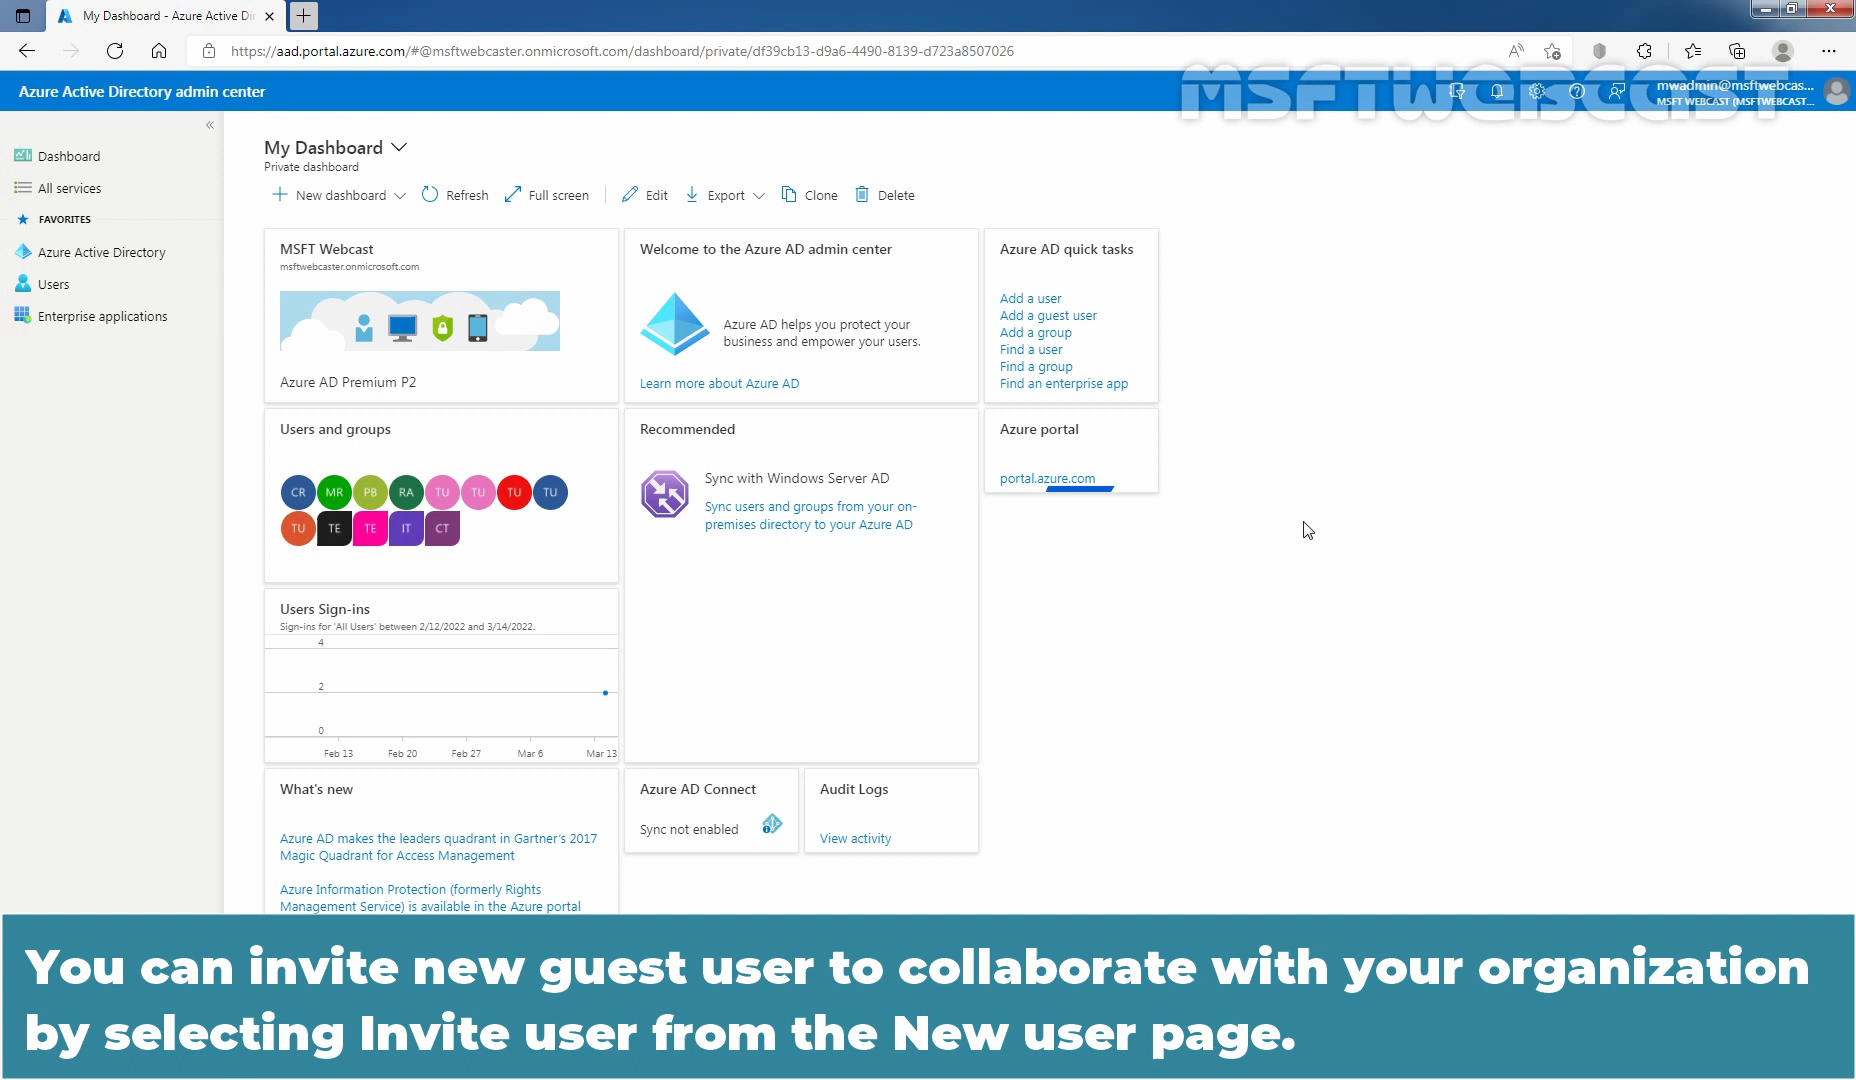 My Dashboard - Azure Active Di
https://aad.portal.azure.com/#@msftwebcaster.onmicrosoft.com/dashboard/private/df39cb13-d9a6-4490-8139-d723a8507026
MSFTWEBCAST
Azure Active Directory admin center
mwadmin@msftwebcas...
MSFT WEBCAST (MSFTWEBCAST...
Dashboard
All services
FAVORITES
Azure Active Directory
Users
Enterprise applications
My Dashboard
Private dashboard
New dashboard
Refresh
Full screen
Edit
Export
Clone
Delete
MSFT Webcast
msftwebcaster.onmicrosoft.com
Azure AD Premium P2
Welcome to the Azure AD admin center
Azure AD helps you protect your
business and empower your users.
Learn more about Azure AD
Azure AD quick tasks
Add a user
Add a guest user
Add a group
Find a user
Find a group
Find an enterprise app
Users and groups
CR MR PB RA TU TU TU TU
TU TE TE IT CT
Recommended
Sync with Windows Server AD
Sync users and groups from your on-
premises directory to your Azure AD
Azure portal
portal.azure.com
Users Sign-ins
Sign-ins for 'All Users' between 2/12/2022 and 3/14/2022.
4
2
0
Feb 13 Feb 20 Feb 27 Mar 6 Mar 13
What's new
Azure AD makes the leaders quadrant in Gartner's 2017
Magic Quadrant for Access Management
Azure Information Protection (formerly Rights
Management Service) is available in the Azure portal
Azure AD Connect
Sync not enabled
Audit Logs
View activity
You can invite new guest user to collaborate with your organization
by selecting Invite user from the New user page.